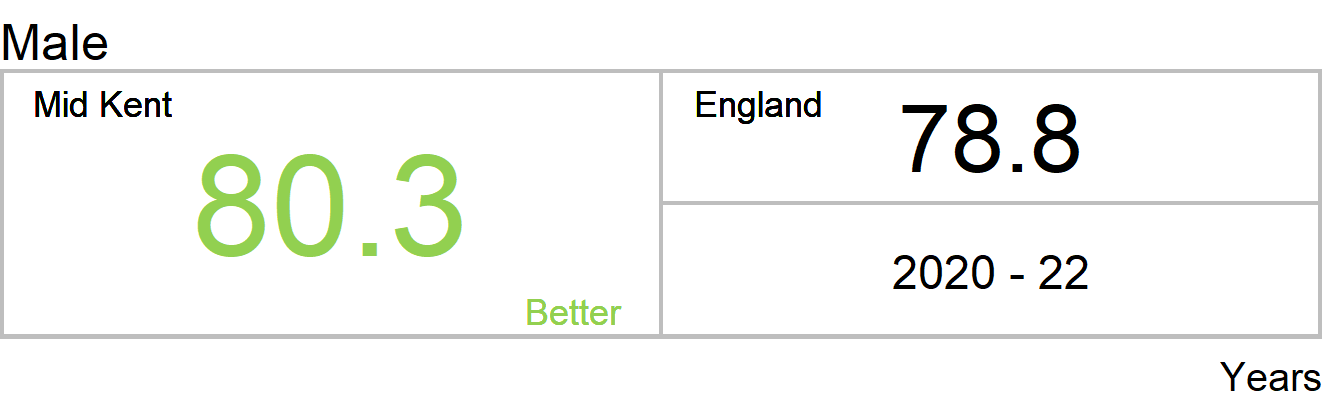 Male
Mid Kent
80.3
Better
England
78.8
2020 - 22
Years